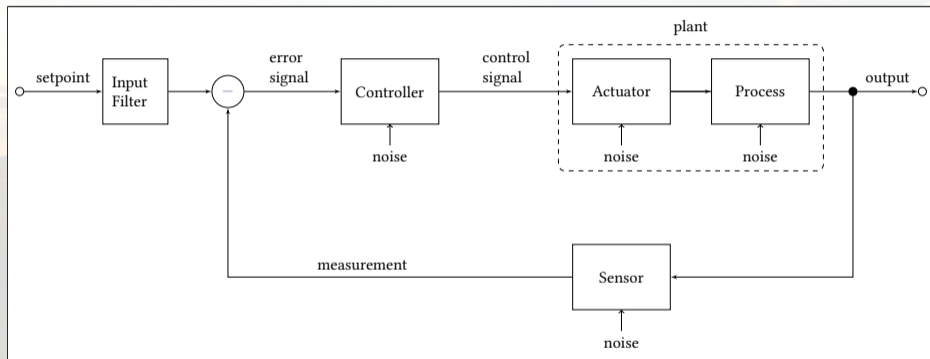 plant
setpoint
Input
Filter
−
error
signal
Controller
noise
control
signal
Actuator
noise
Process
noise
output
measurement
Sensor
noise